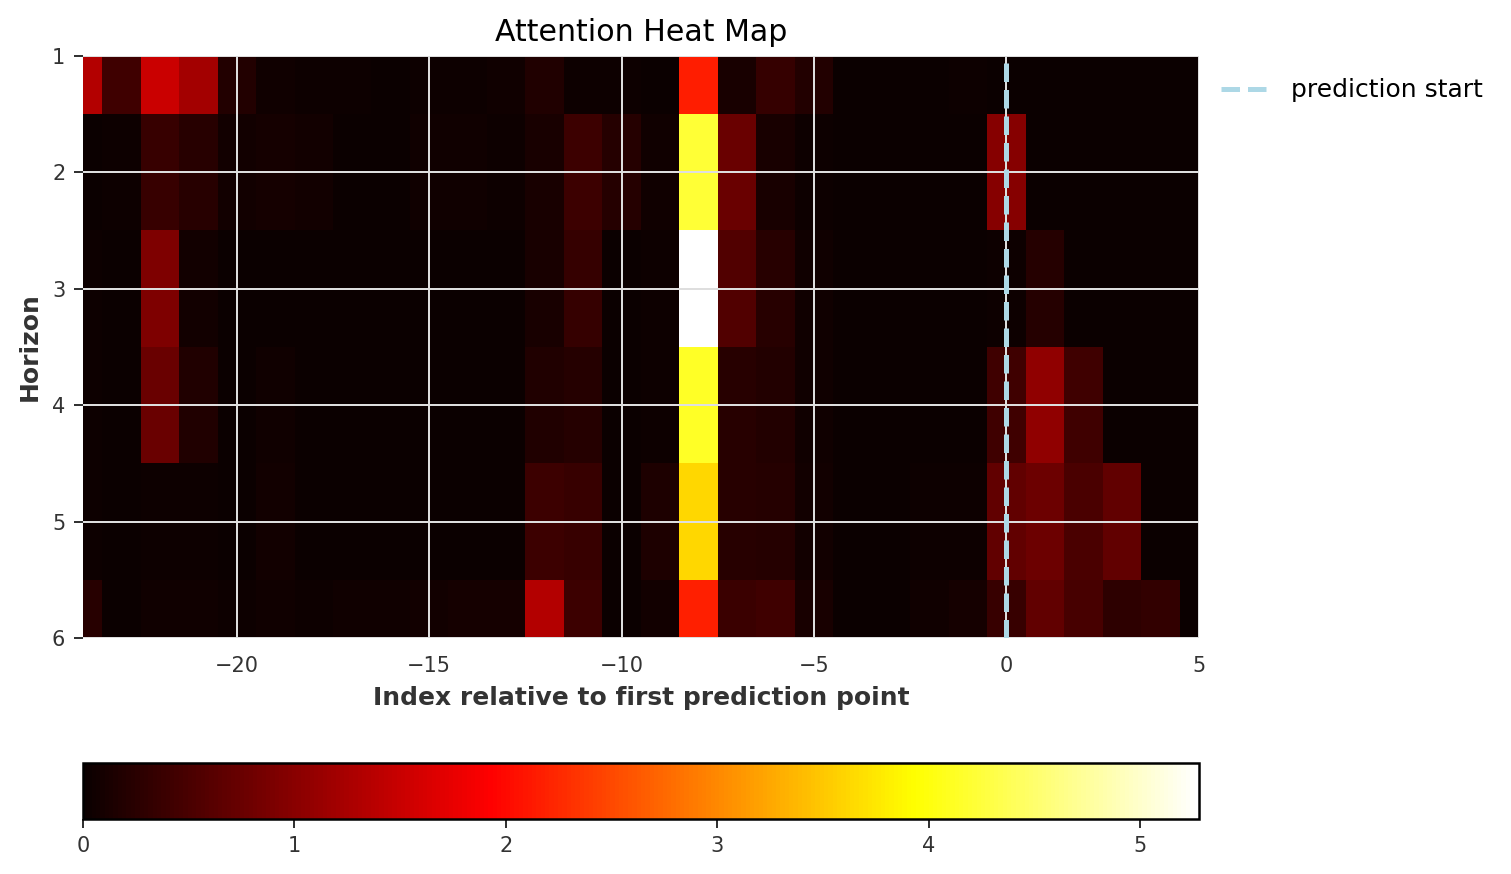 Attention Heat Map
prediction start
1
2
3
4
5
6
Horizon
−20 −15 −10 −5 0 5
Index relative to first prediction point
0 1 2 3 4 5